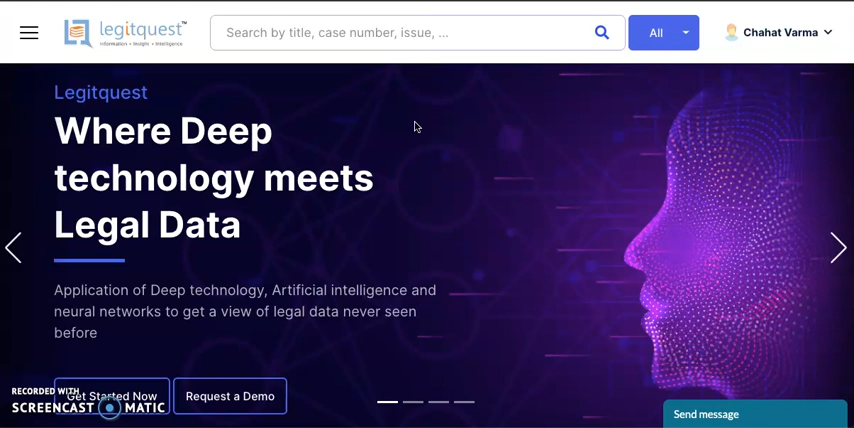 legitquest™
Information • Insight • Intelligence
Search by title, case number, issue, ...
All
Chahat Varma
Legitquest
Where Deep
technology meets
Legal Data
Application of Deep technology, Artificial intelligence and
neural networks to get a view of legal data never seen
before
Get Started Now
Request a Demo
RECORDED WITH
SCREENCAST MATIC
Send message